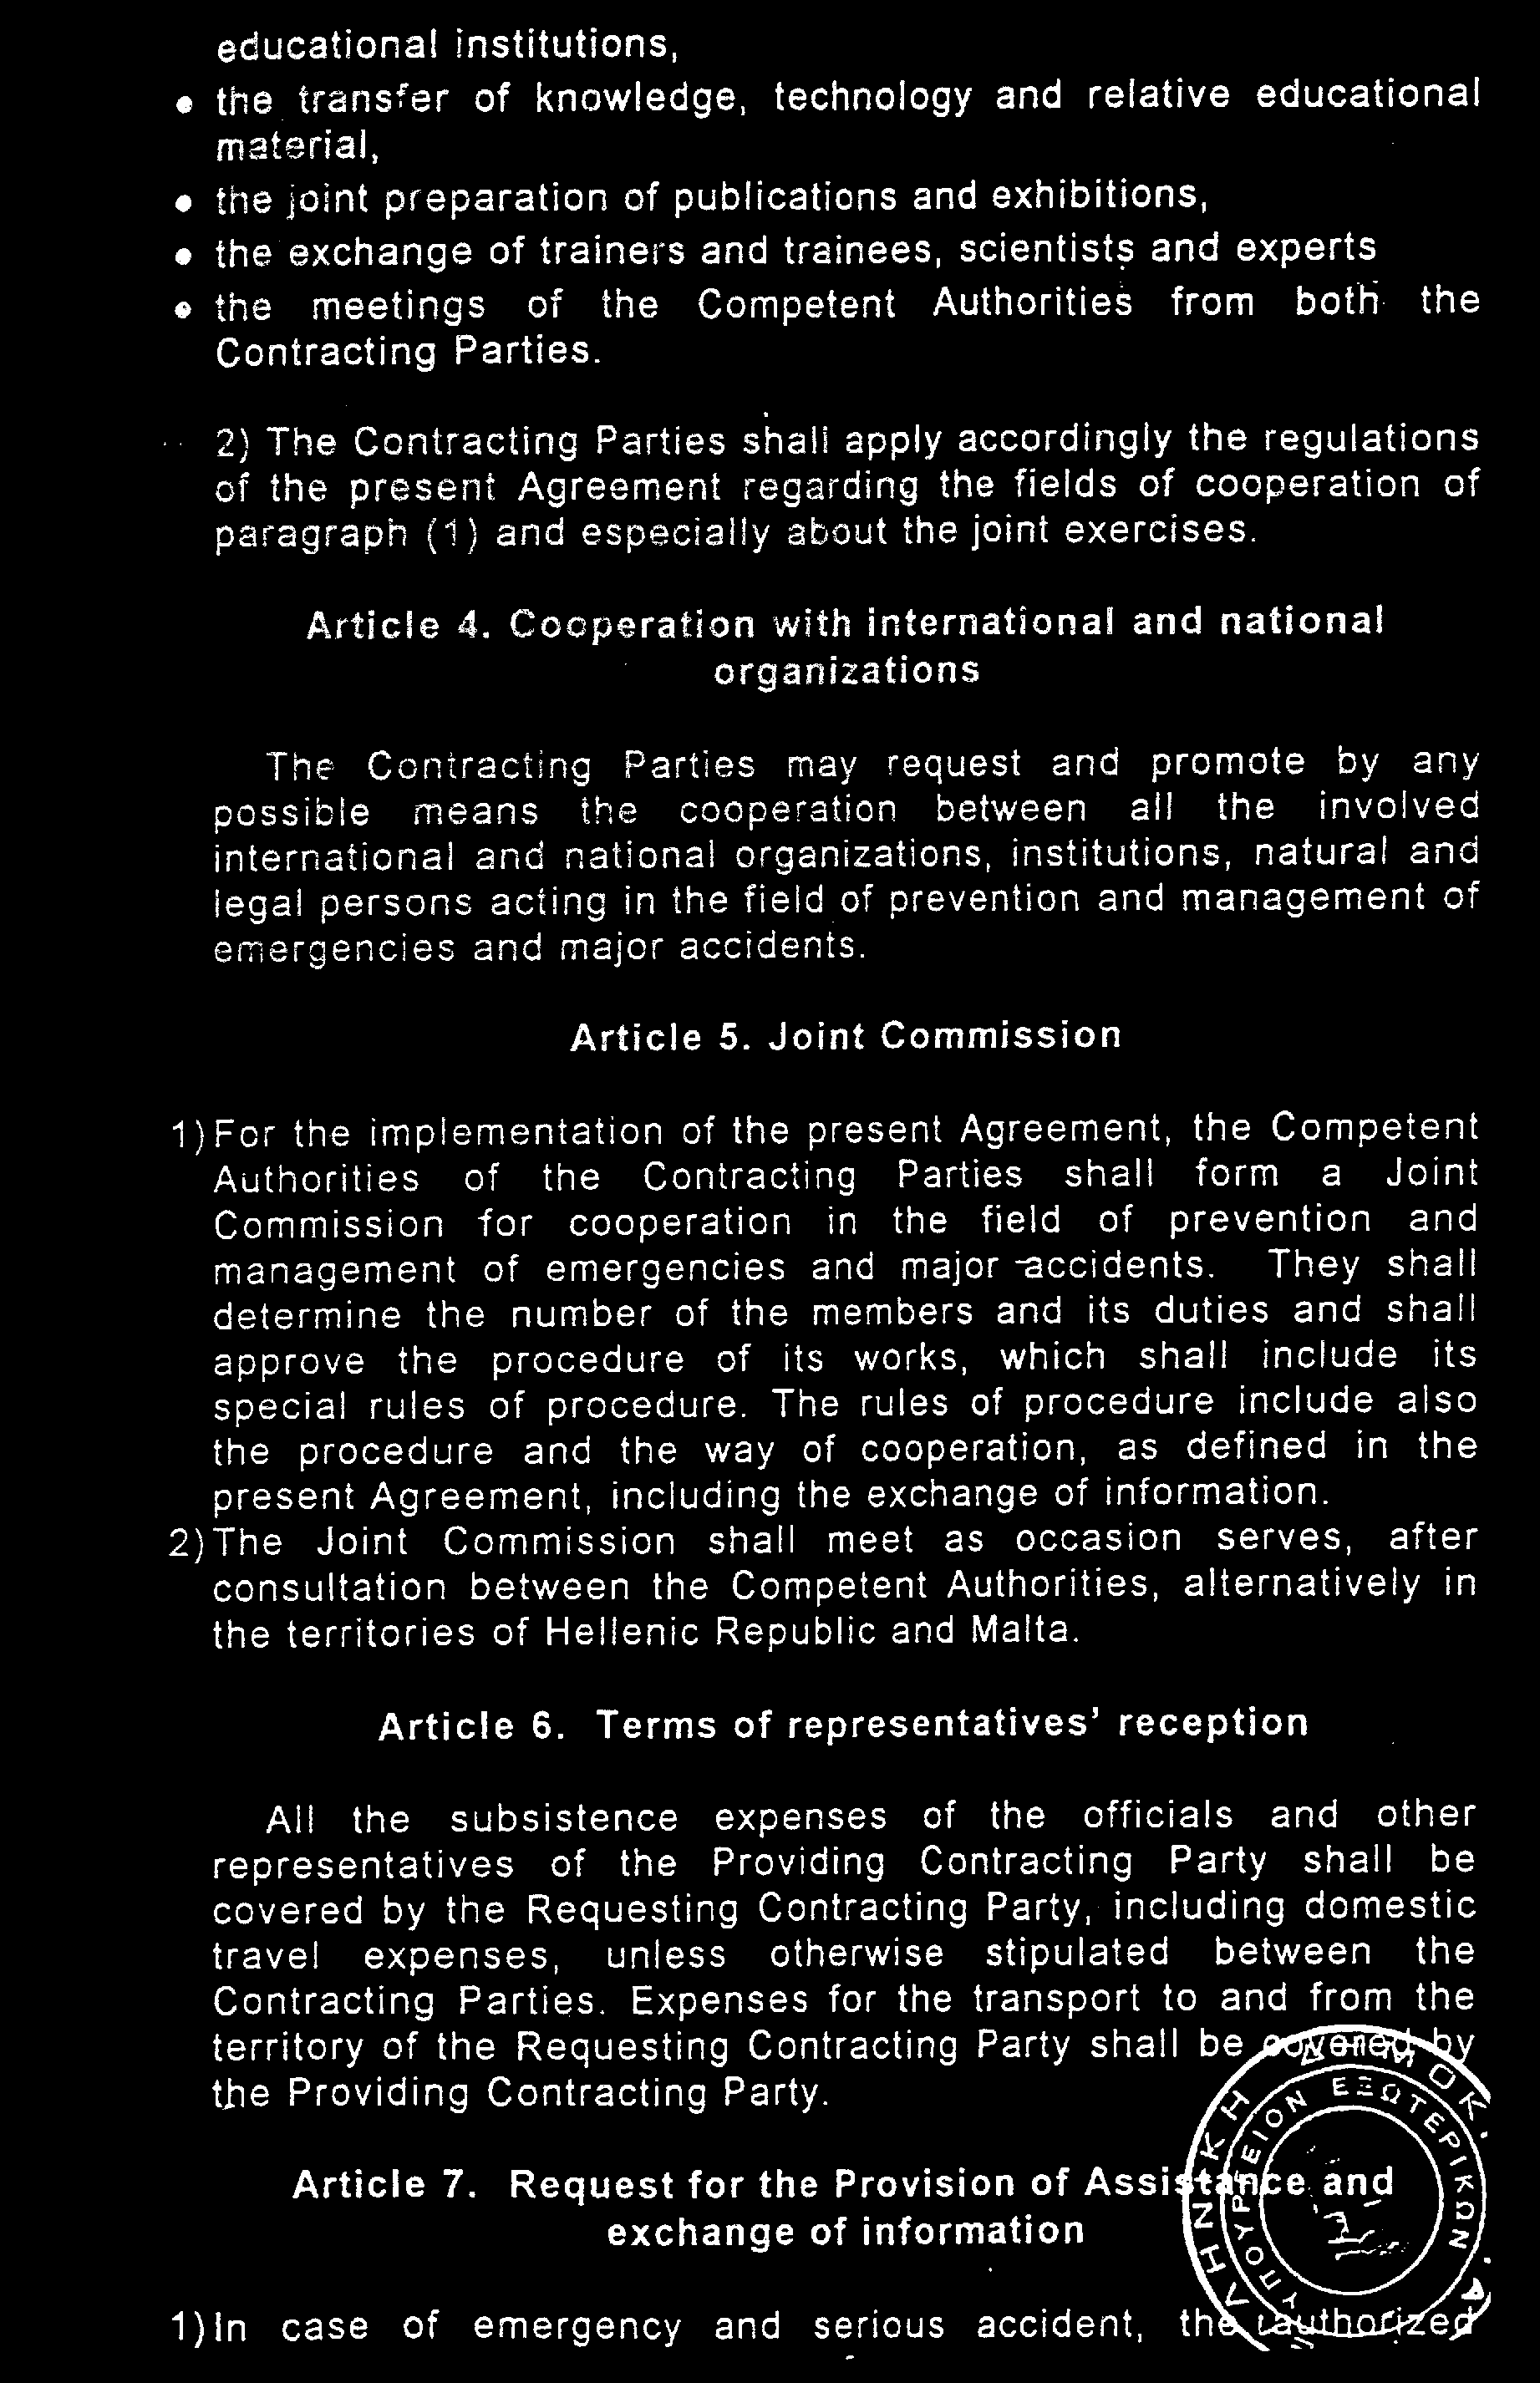 educational institutions,
• the transfer of knowledge, technology and relative educational
material,
• the joint preparation of publications and exhibitions,
• the exchange of trainers and trainees, scientists and experts
• the meetings of the Competent Authorities from both the
Contracting Parties.
2) The Contracting Parties shall apply accordingly the regulations
of the present Agreement regarding the fields of cooperation of
paragraph (1) and especially about the joint exercises.
Article 4. Cooperation with international and national
organizations
The Contracting Parties may request and promote by any
possible means the cooperation between all the involved
international and national organizations, institutions, natural and
legal persons acting in the field of prevention and management of
emergencies and major accidents.
Article 5. Joint Commission
1) For the implementation of the present Agreement, the Competent
Authorities of the Contracting Parties shall form a Joint
Commission for cooperation in the field of prevention and
management of emergencies and major accidents. They shall
determine the number of the members and its duties and shall
approve the procedure of its works, which shall include its
special rules of procedure. The rules of procedure include also
the procedure and the way of cooperation, as defined in the
present Agreement, including the exchange of information.
2) The Joint Commission shall meet as occasion serves, after
consultation between the Competent Authorities, alternatively in
the territories of Hellenic Republic and Malta.
Article 6. Terms of representatives' reception
All the subsistence expenses of the officials and other
representatives of the Providing Contracting Party shall be
covered by the Requesting Contracting Party, including domestic
travel expenses, unless otherwise stipulated between the
Contracting Parties. Expenses for the transport to and from the
territory of the Requesting Contracting Party shall be covered by
the Providing Contracting Party.
Article 7. Request for the Provision of Assistance and
exchange of information
1) In case of emergency and serious accident, the authorized
ΥΠΟΥΡΓΕΙΟΝ ΕΞΩΤΕΡΙΚΩΝ